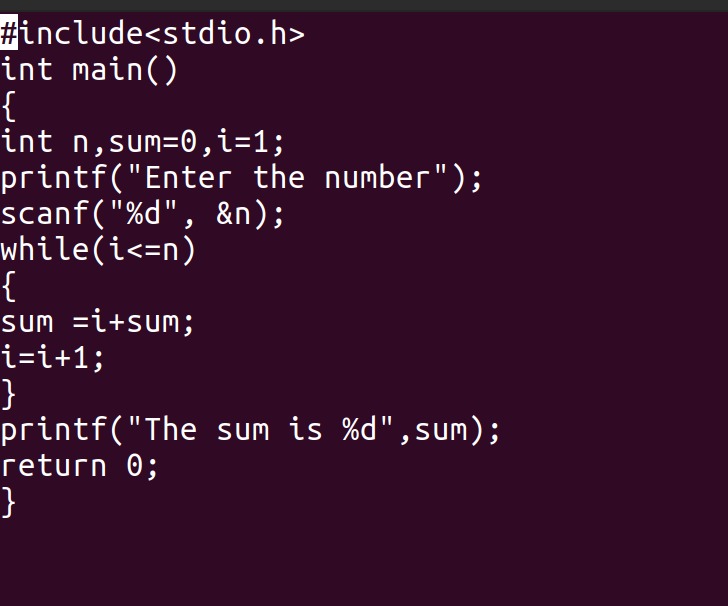 #include<stdio.h>
int main()
{
int n,sum=0,i=1;
printf("Enter the number");
scanf("%d", &n);
while(i<=n)
{
sum =i+sum;
i=i+1;
}
printf("The sum is %d",sum);
return 0;
}